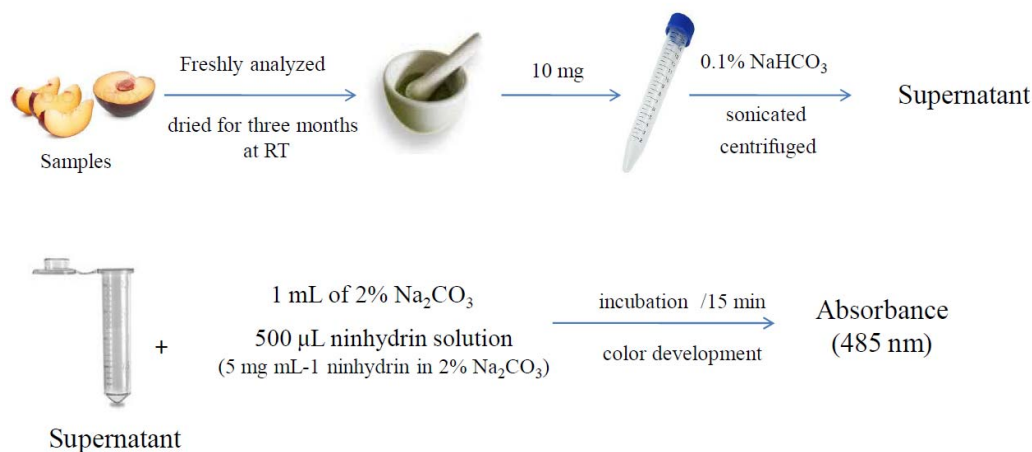 Freshly analyzed
dried for three months
at RT
Samples
10 mg
0.1% NaHCO₃
sonicated
centrifuged
Supernatant
Supernatant
+
1 mL of 2% Na₂CO₃
500 μL ninhydrin solution
(5 mg mL-1 ninhydrin in 2% Na₂CO₃)
incubation /15 min
color development
Absorbance
(485 nm)